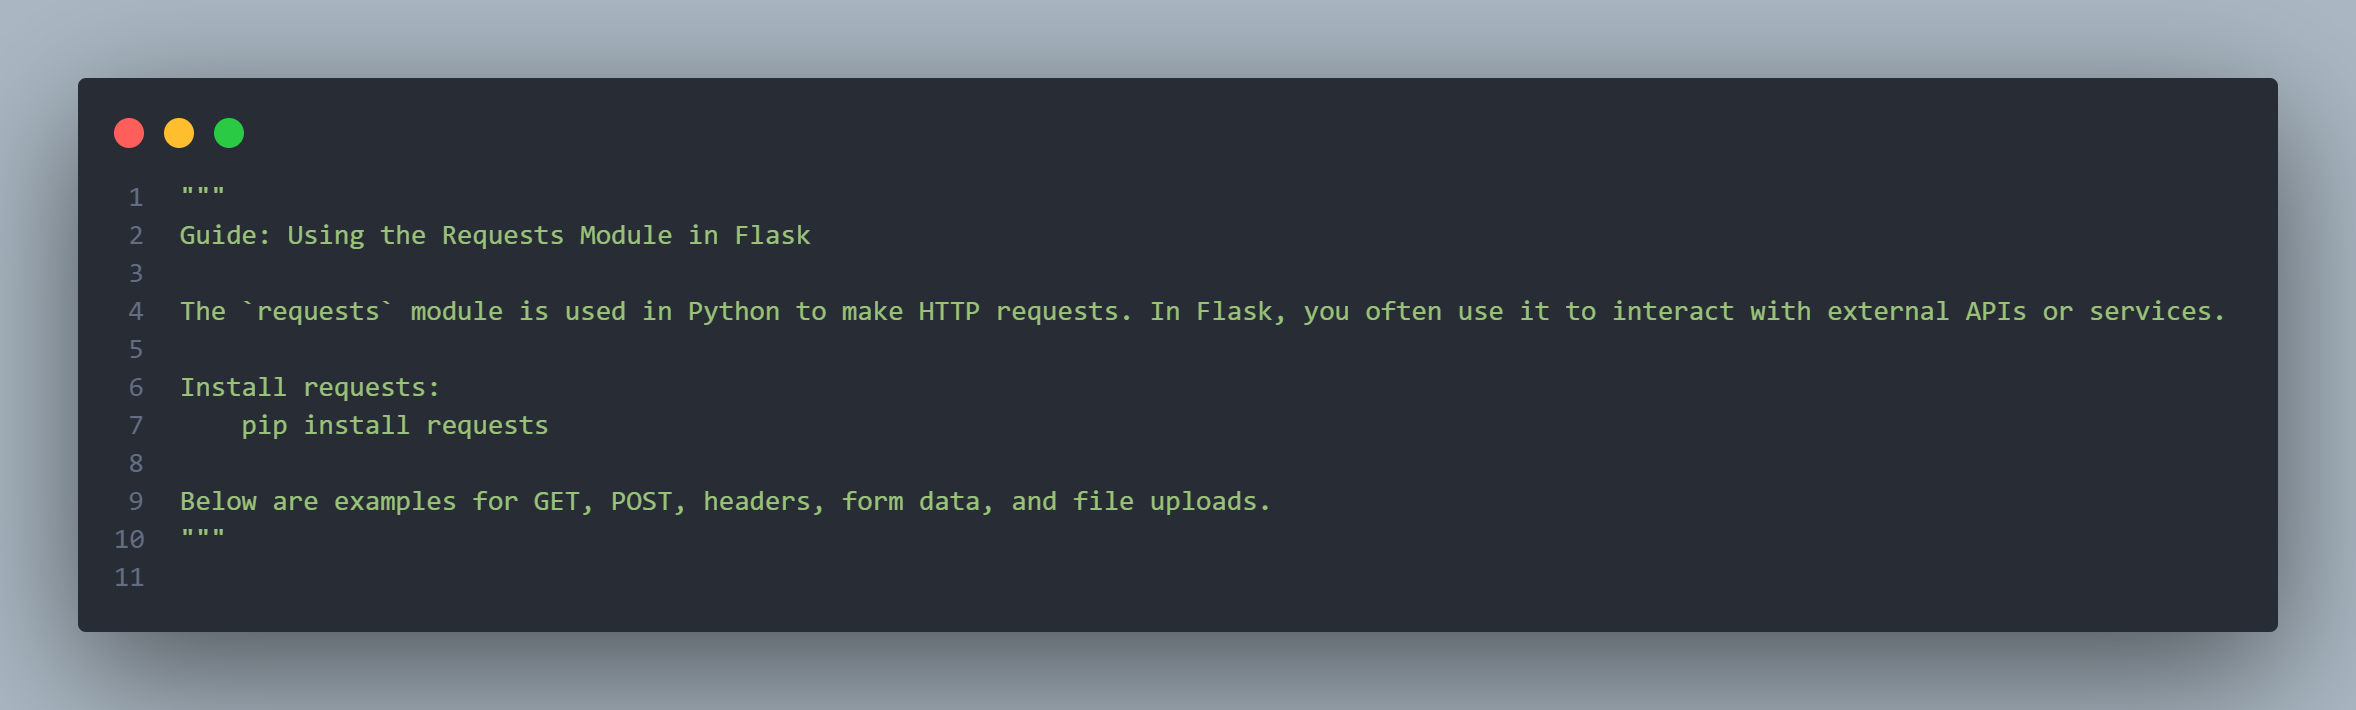 1 """
2 Guide: Using the Requests Module in Flask
3
4 The `requests` module is used in Python to make HTTP requests. In Flask, you often use it to interact with external APIs or services.
5
6 Install requests:
7     pip install requests
8
9 Below are examples for GET, POST, headers, form data, and file uploads.
10 """
11